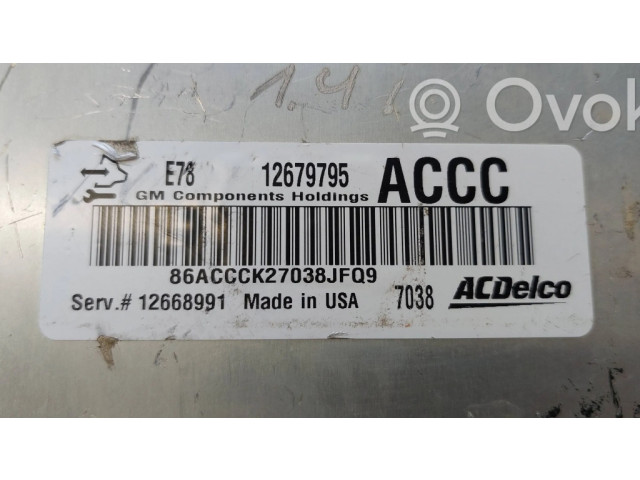 1.4 i
Ovok
E78 12679795 ACCC
GM Components Holdings
86ACCCK27038JFQ9
Serv.# 12668991 Made in USA 7038 ACDelco